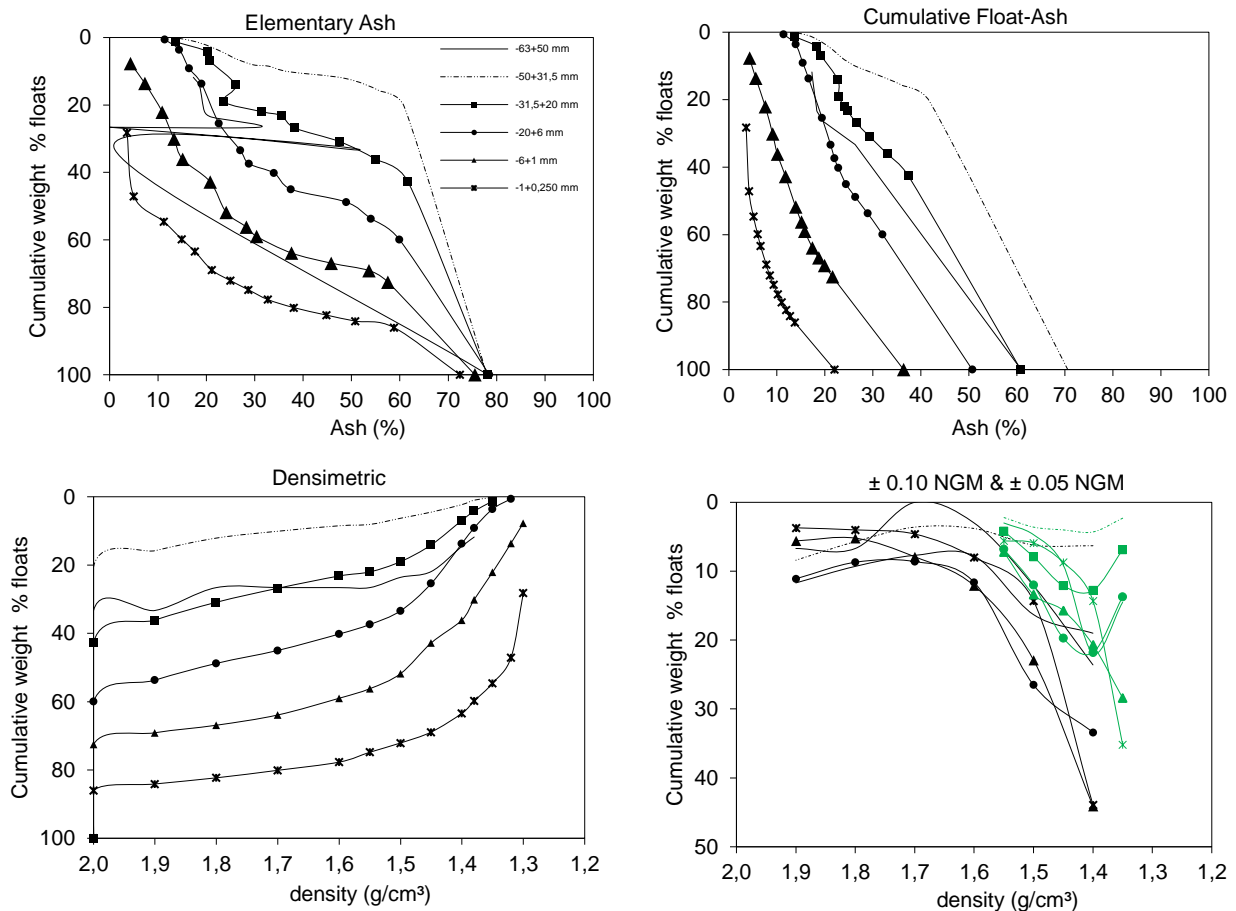 Elementary Ash
Cumulative weight % floats
0
20
40
60
80
100
-63+50 mm
-50+31,5 mm
-31,5+20 mm
-20+6 mm
-6+1 mm
-1+0,250 mm
0 10 20 30 40 50 60 70 80 90 100
Ash (%)
Cumulative Float-Ash
Cumulative weight % floats
0
20
40
60
80
100
0 10 20 30 40 50 60 70 80 90 100
Ash (%)
Densimetric
Cumulative weight % floats
0
20
40
60
80
100
2,0 1,9 1,8 1,7 1,6 1,5 1,4 1,3 1,2
density (g/cm³)
± 0.10 NGM & ± 0.05 NGM
Cumulative weight % floats
0
10
20
30
40
50
2,0 1,9 1,8 1,7 1,6 1,5 1,4 1,3 1,2
density (g/cm³)